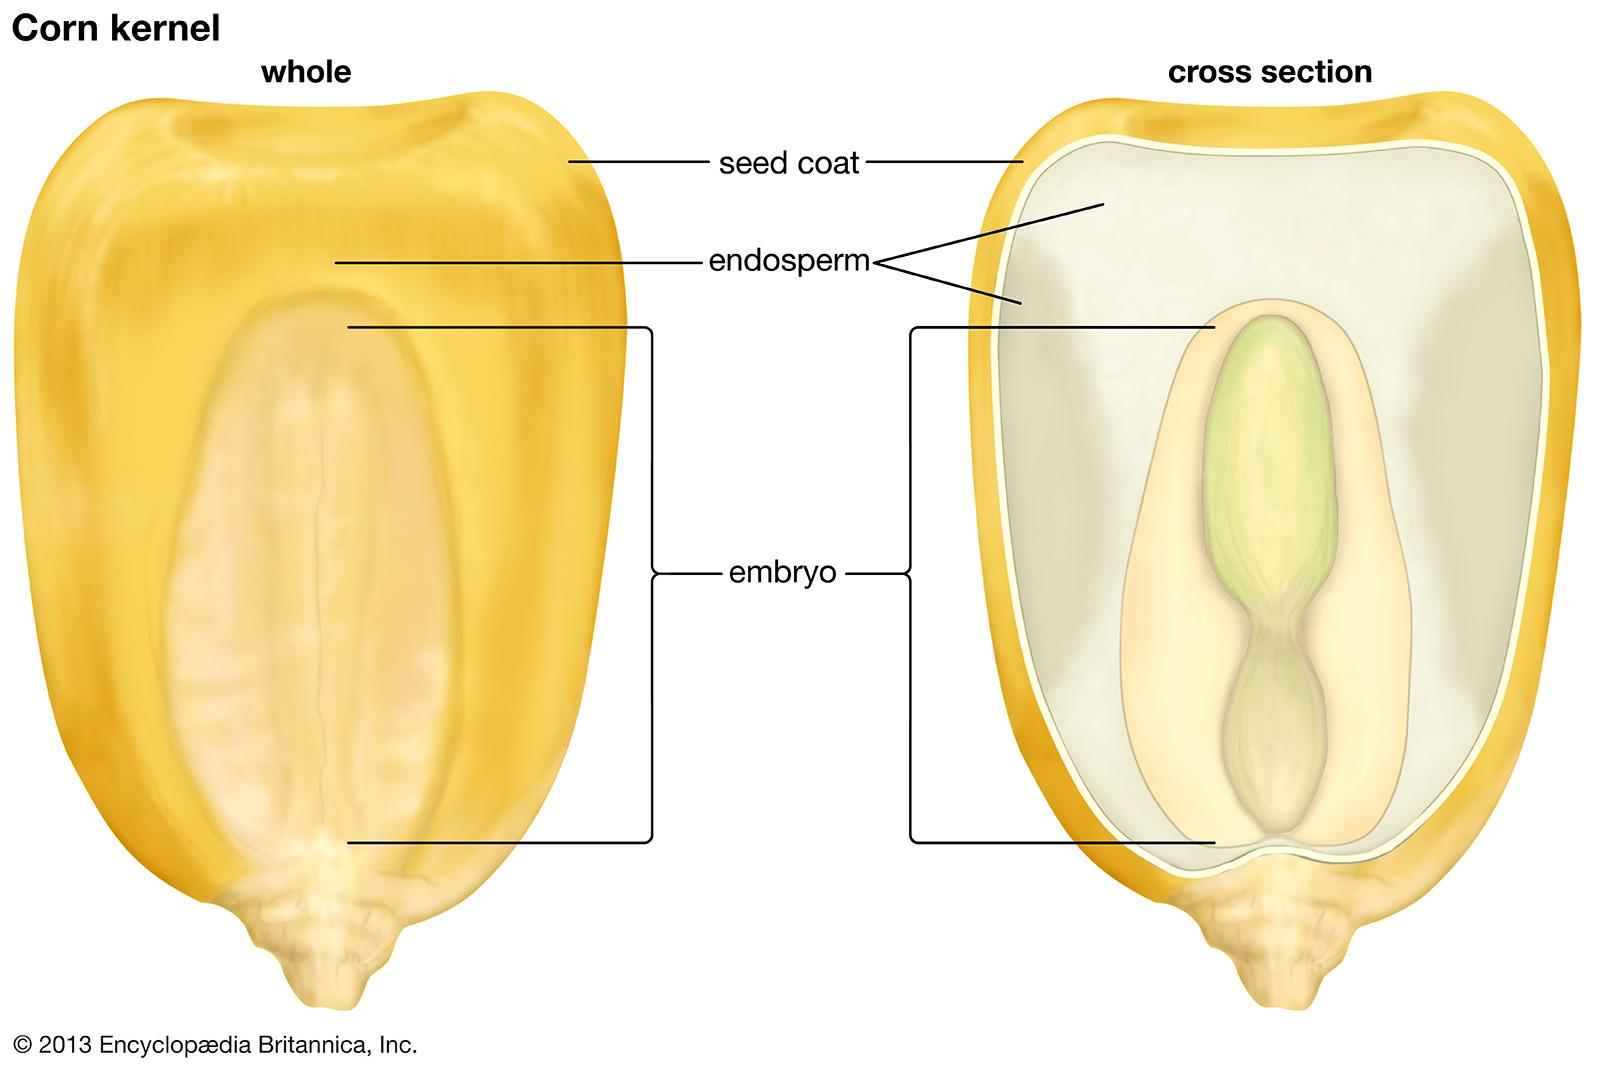 Corn kernel
whole
cross section
seed coat
endosperm
embryo
© 2013 Encyclopædia Britannica, Inc.